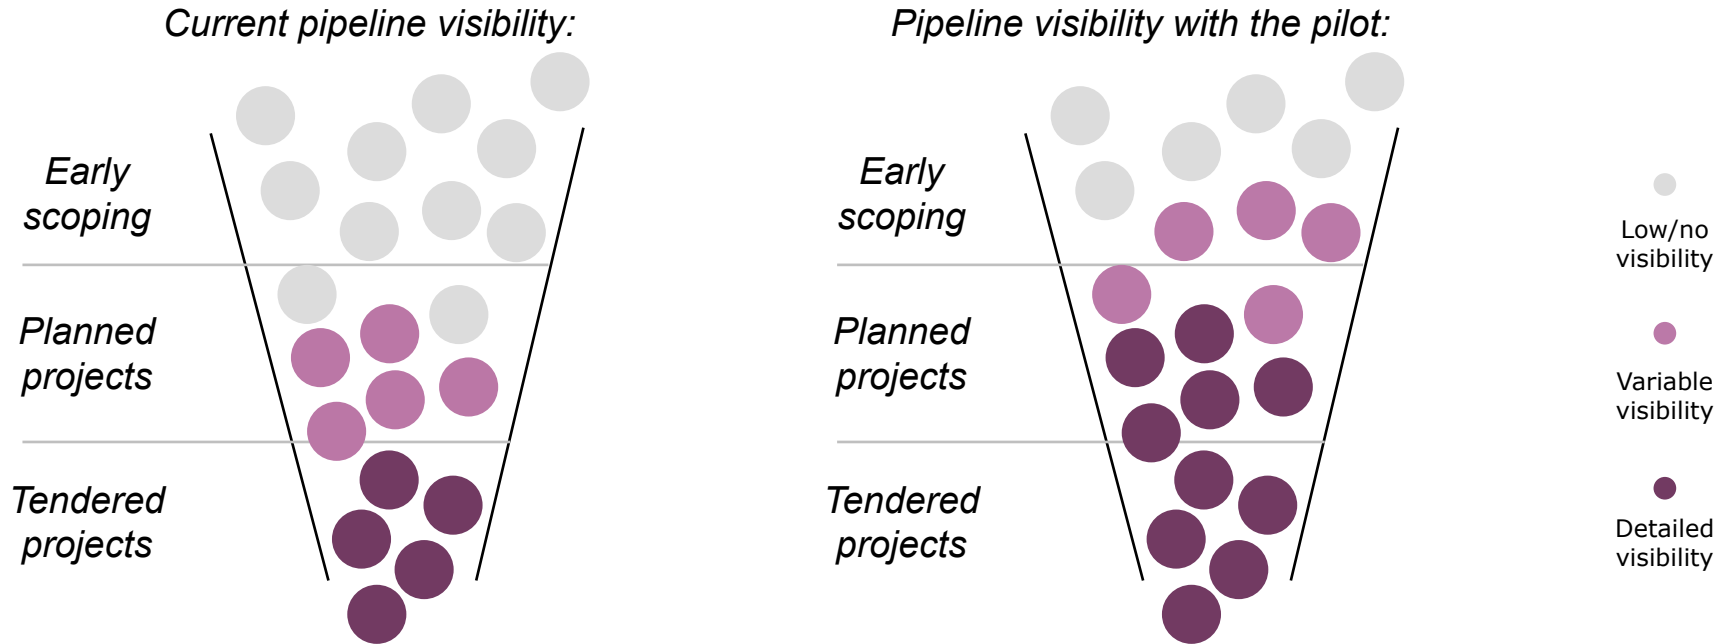 Current pipeline visibility:
Early
scoping
Planned
projects
Tendered
projects
Pipeline visibility with the pilot:
Early
scoping
Planned
projects
Tendered
projects
Low/no
visibility
Variable
visibility
Detailed
visibility